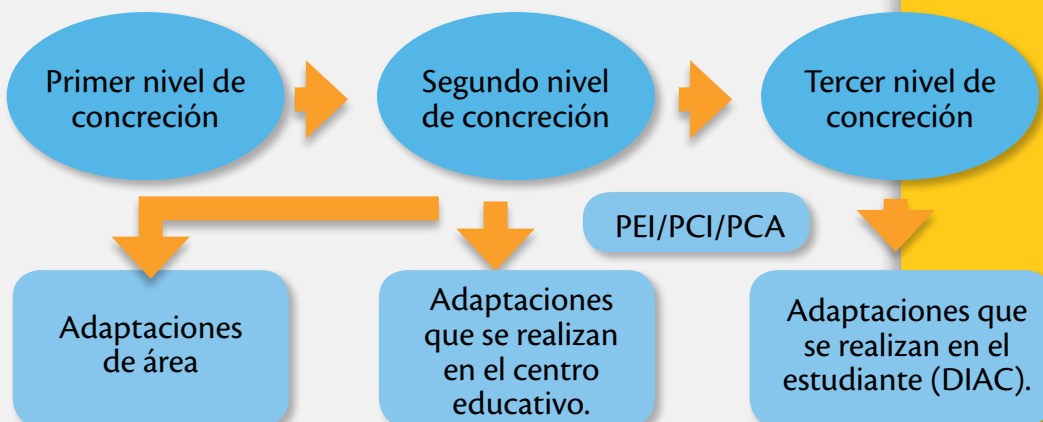 Primer nivel de
concreción
Segundo nivel
de concreción
Tercer nivel de
concreción
PEI/PCI/PCA
Adaptaciones
de área
Adaptaciones
que se realizan
en el centro
educativo.
Adaptaciones que
se realizan en el
estudiante (DIAC).